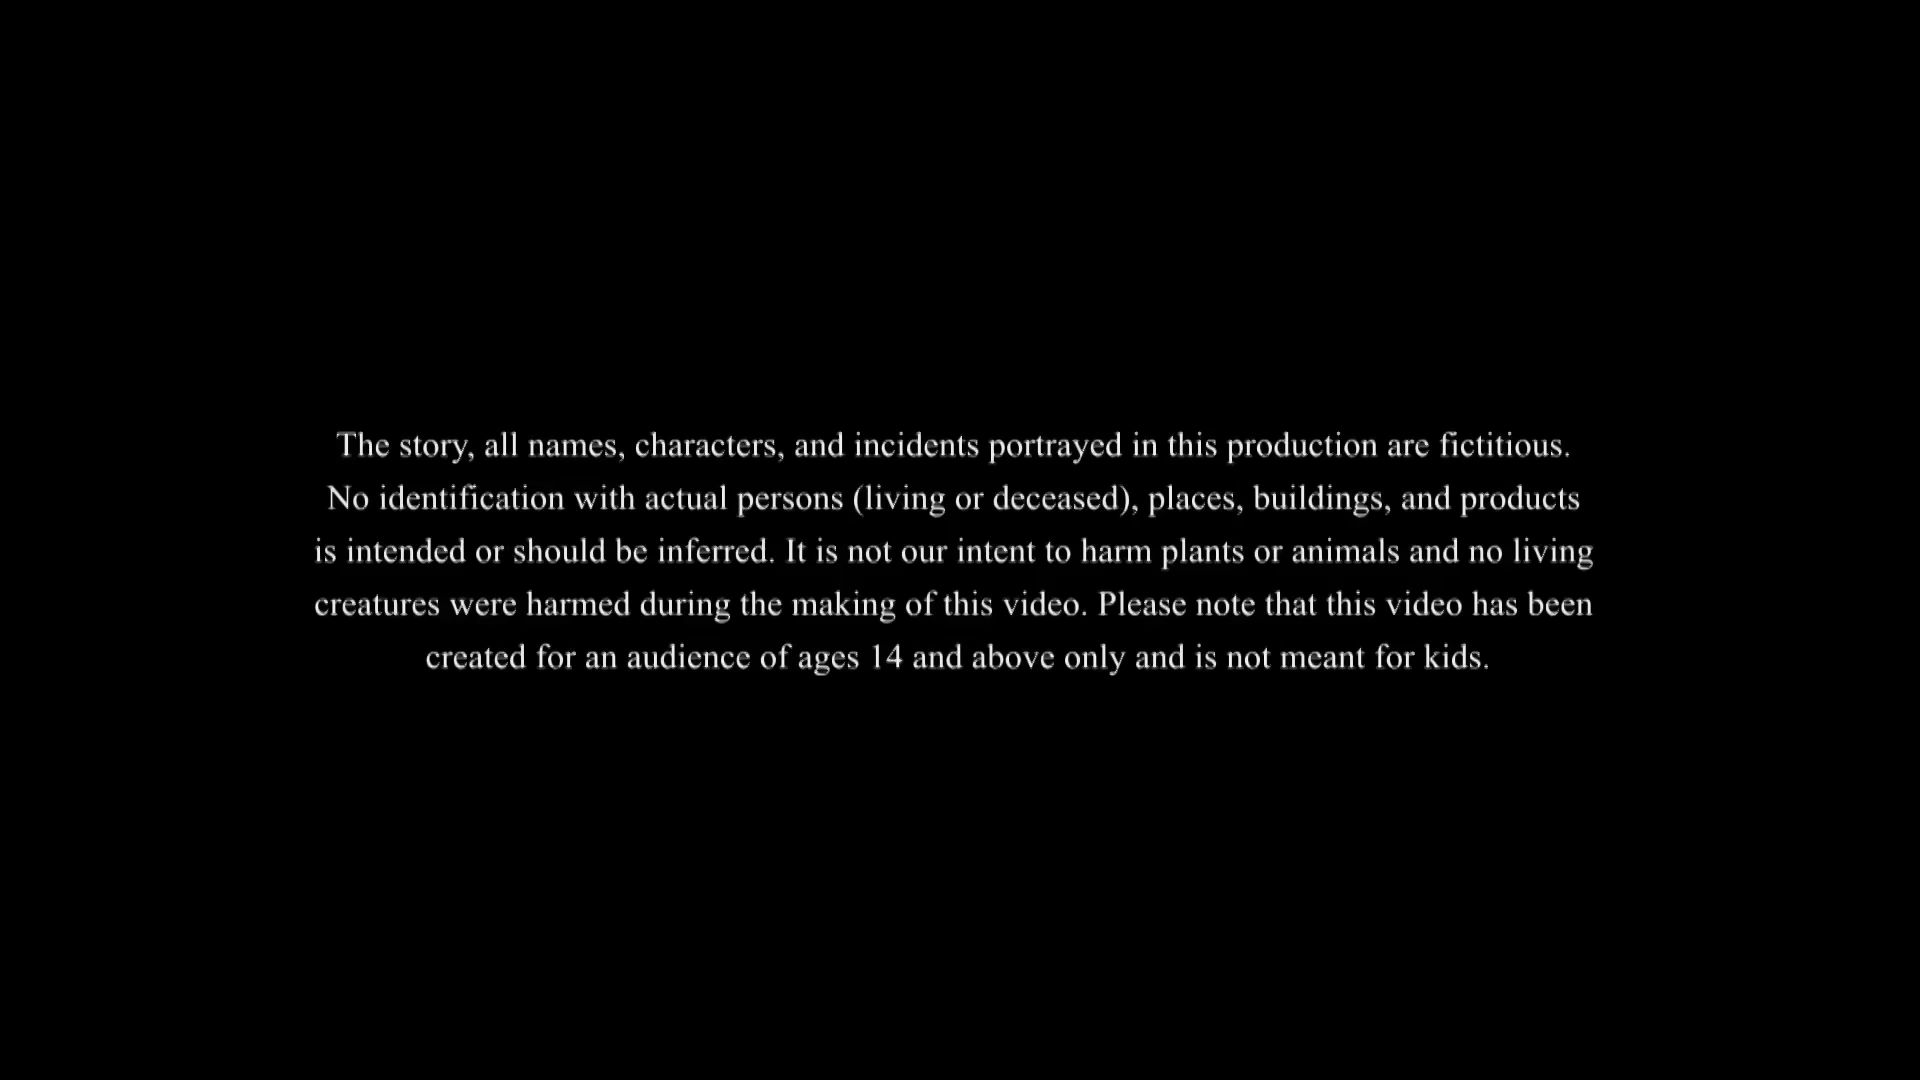 The story, all names, characters, and incidents portrayed in this production are fictitious.
No identification with actual persons (living or deceased), places, buildings, and products
is intended or should be inferred. It is not our intent to harm plants or animals and no living
creatures were harmed during the making of this video. Please note that this video has been
created for an audience of ages 14 and above only and is not meant for kids.